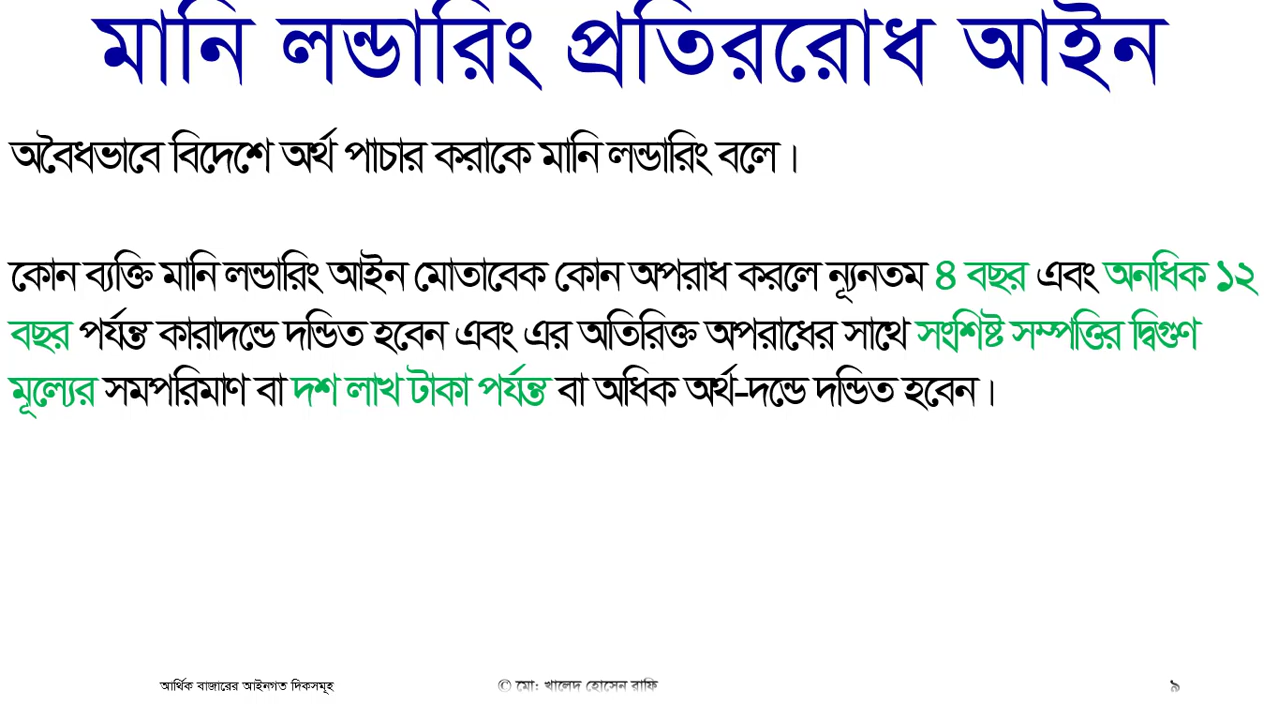 মানি লন্ডারিং প্রতিররোধ আইন
অবৈধভাবে বিদেশে অর্থ পাচার করাকে মানি লন্ডারিং বলে।
কোন ব্যক্তি মানি লন্ডারিং আইন মোতাবেক কোন অপরাধ করলে ন্যূনতম ৪ বছর এবং অনধিক ১২
বছর পর্যন্ত কারাদন্ডে দন্ডিত হবেন এবং এর অতিরিক্ত অপরাধের সাথে সংশিষ্ট সম্পত্তির দ্বিগুণ
মূল্যের সমপরিমাণ বা দশ লাখ টাকা পর্যন্ত বা অধিক অর্থ-দন্ডে দন্ডিত হবেন।
আর্থিক বাজারের আইনগত দিকসমূহ © মো: খালেদ হোসেন রাফি ৯